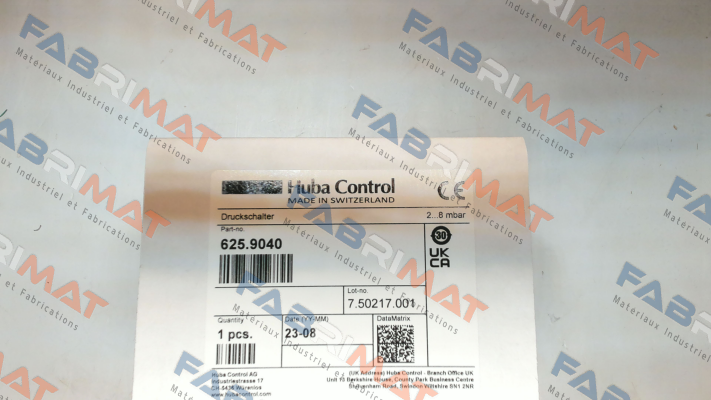 Huba Control
MADE IN SWITZERLAND
CE
Druckschalter 2...8 mbar
Part-no.
625.9040
30
UK
CA
Lot-no.
7.50217.001
Quantity Date (YY-MM) DataMatrix
1 pcs. 23-08
Huba Control AG
Industriestrasse 17
CH-5436 Würenlos
www.hubacontrol.com
(UK Address) Huba Control - Branch Office UK
Unit 13 Berkshire House, County Park Business Centre
Shrivenham Road, Swindon Wiltshire SN1 2NR
FABRIMAT
Matériaux Industriel et Fabrications